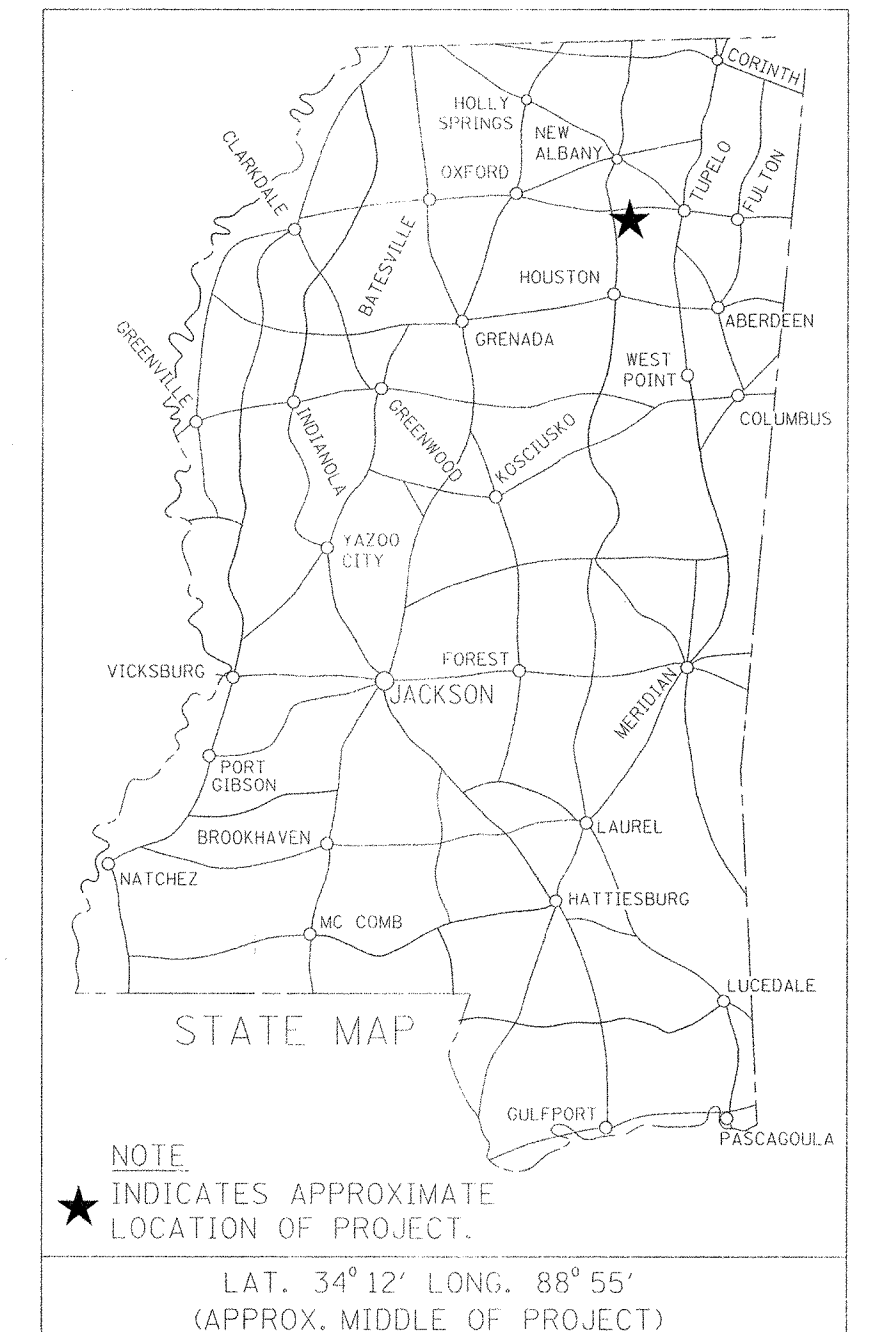 CORINTH
HOLLY
SPRINGS
NEW
ALBANY
CLARKDALE
OXFORD
TUPELO
FULTON
BATESVILLE
HOUSTON
ABERDEEN
GRENADA
GREENVILLE
WEST
POINT
COLUMBUS
INDIANOLA
GREENWOOD
KOSCIUSKO
YAZOO
CITY
VICKSBURG
FOREST
JACKSON
MERIDIAN
PORT
GIBSON
BROOKHAVEN
LAUREL
NATCHEZ
HATTIESBURG
MC COMB
LUCEDALE
STATE MAP
GULFPORT
PASCAGOULA
NOTE
INDICATES APPROXIMATE
LOCATION OF PROJECT.
LAT. 34° 12' LONG. 88° 55'
(APPROX. MIDDLE OF PROJECT)